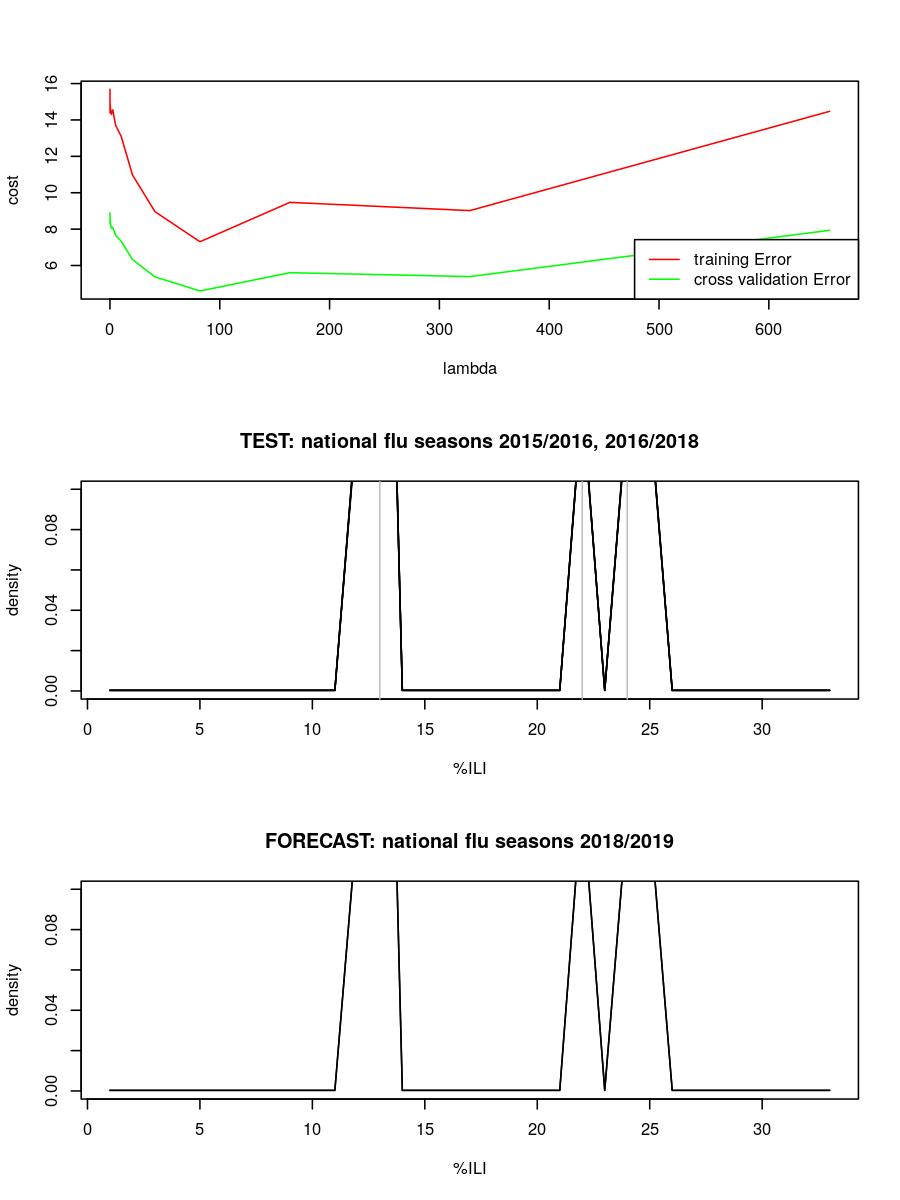 16
14
12
10
8
6
cost
0 100 200 300 400 500 600
lambda
training Error
cross validation Error
TEST: national flu seasons 2015/2016, 2016/2018
0.08
0.04
0.00
density
0 5 10 15 20 25 30
%ILI
FORECAST: national flu seasons 2018/2019
0.08
0.04
0.00
density
0 5 10 15 20 25 30
%ILI